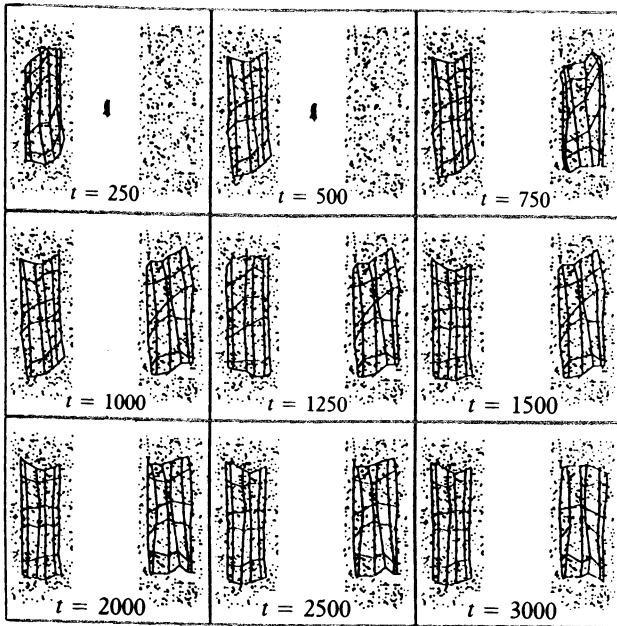 t = 250
t = 500
t = 750
t = 1000
t = 1250
t = 1500
t = 2000
t = 2500
t = 3000